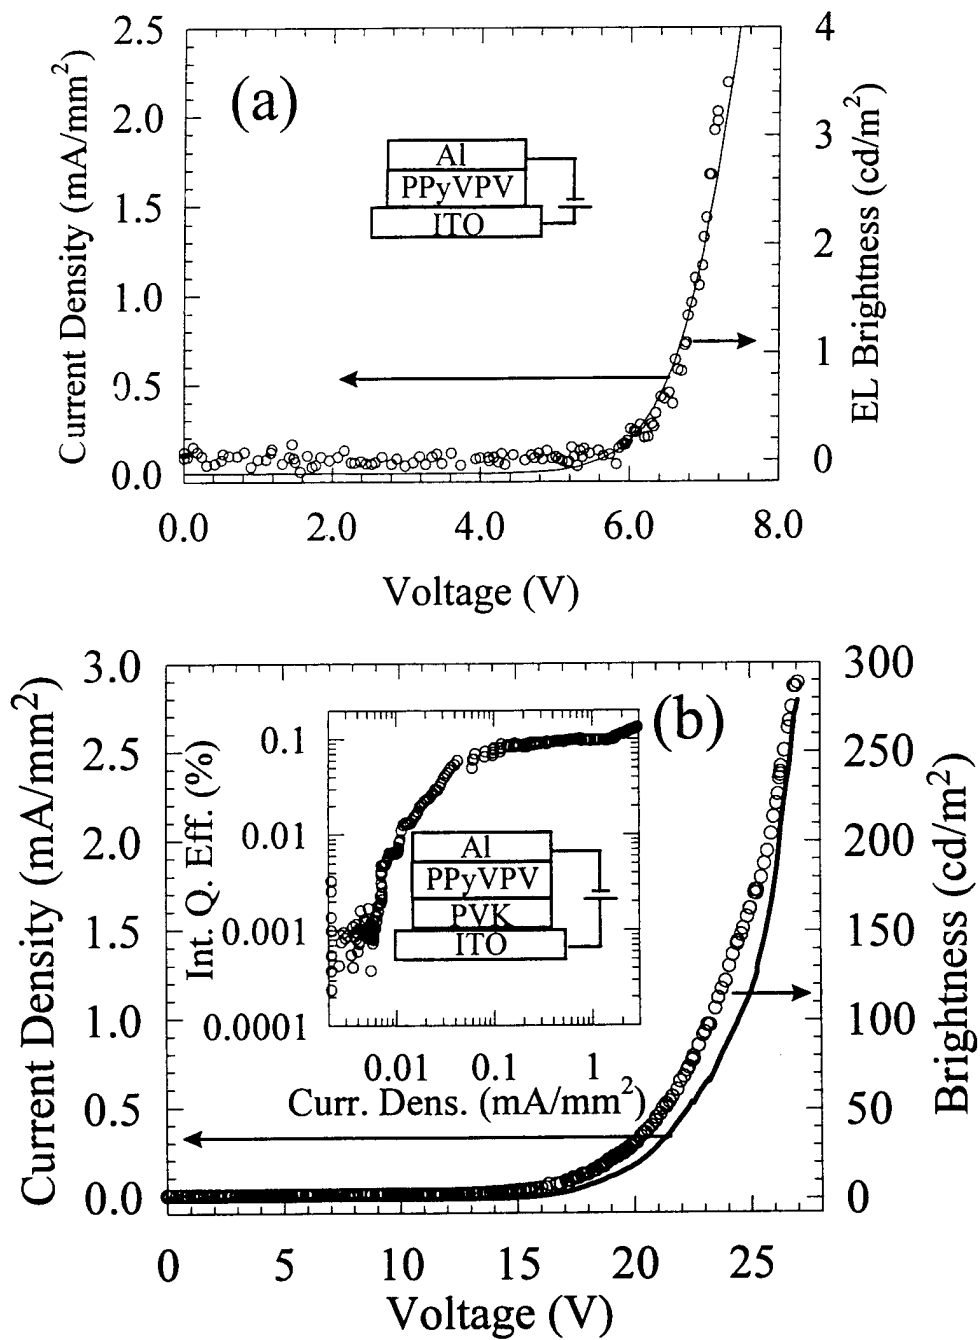 (a)
Current Density (mA/mm²)
2.5
2.0
1.5
1.0
0.5
0.0
Al
PPyVPV
ITO
4
3
2
1
0
EL Brightness (cd/m²)
0.0 2.0 4.0 6.0 8.0
Voltage (V)
(b)
Current Density (mA/mm²)
3.0
2.5
2.0
1.5
1.0
0.5
0.0
Int. Q. Eff. (%)
0.1
0.01
0.001
0.0001
Al
PPyVPV
PVK
ITO
0.01 0.1 1
Curr. Dens. (mA/mm²)
300
250
200
150
100
50
0
Brightness (cd/m²)
0 5 10 15 20 25
Voltage (V)